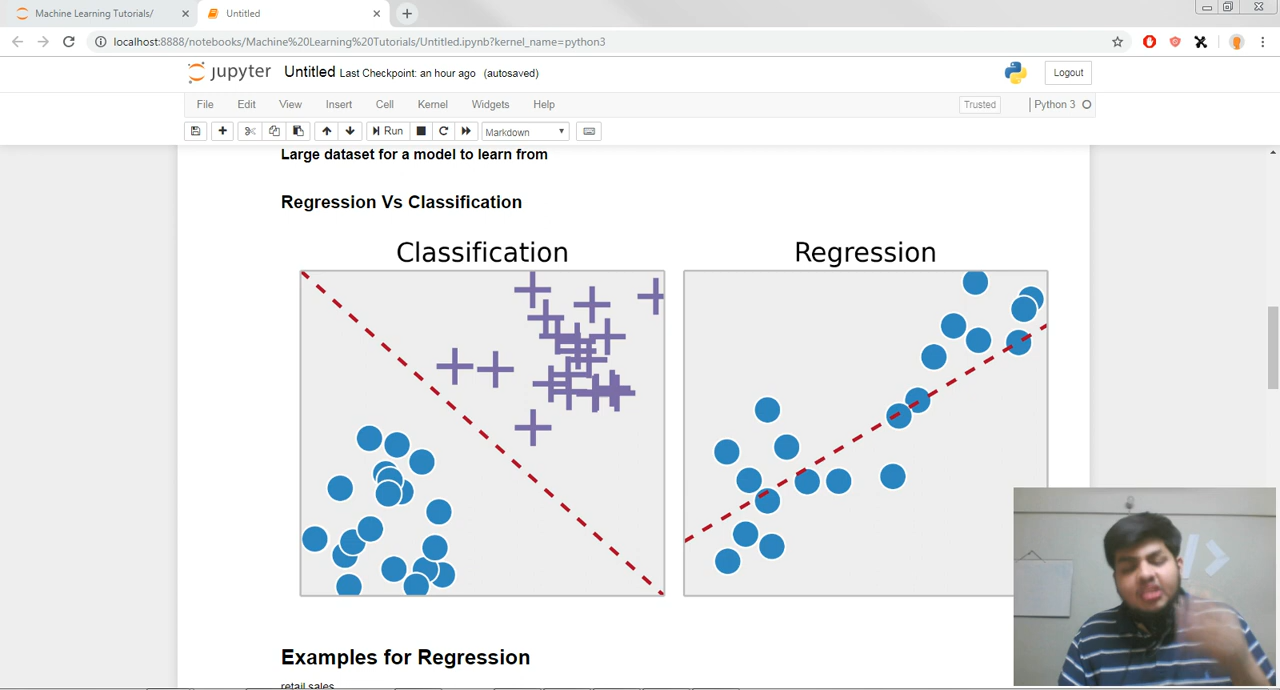 Machine Learning Tutorials/
Untitled
localhost:8888/notebooks/Machine%20Learning%20Tutorials/Untitled.ipynb?kernel_name=python3
jupyter Untitled Last Checkpoint: an hour ago (autosaved)
Logout
File Edit View Insert Cell Kernel Widgets Help
Trusted
Python 3
Run
Markdown
Large dataset for a model to learn from
Regression Vs Classification
Classification
Regression
Examples for Regression
retail sales